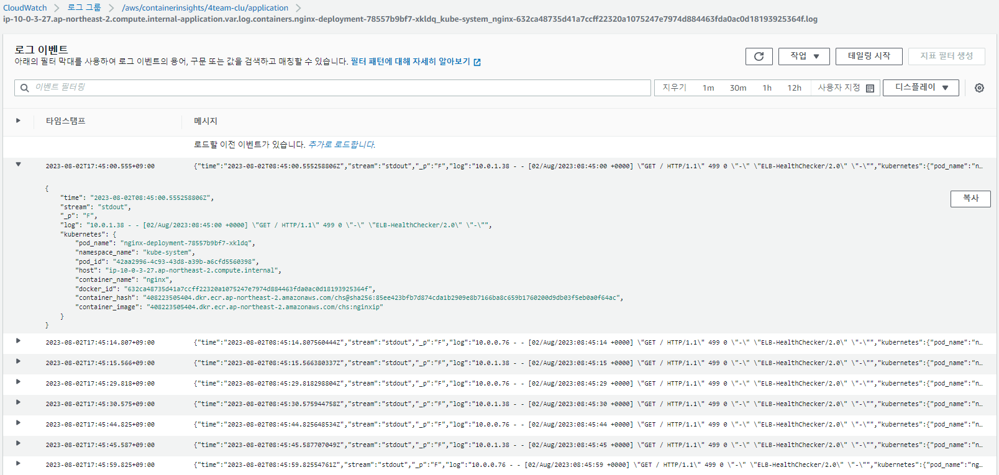 CloudWatch > 로그 그룹 > /aws/containerinsights/4team-clu/application >
ip-10-0-3-27.ap-northeast-2.compute.internal-application.var.log.containers.nginx-deployment-78557b9bf7-xkldq_kube-system_nginx-632ca48735d41a7ccff22320a1075247e7974d884463fda0ac0d18193925364f.log
로그 이벤트
아래의 필터 막대를 사용하여 로그 이벤트의 용어, 구문 또는 값을 검색하고 매칭할 수 있습니다. 필터 패턴에 대해 자세히 알아보기
작업 테일링 시작 지표 필터 생성
이벤트 필터링 지우기 1m 30m 1h 12h 사용자 지정 디스플레이
타임스탬프 메시지
로드할 이전 이벤트가 있습니다. 추가로 로드합니다.
2023-08-02T17:45:00.555+09:00 {"time":"2023-08-02T08:45:00.555258806Z","stream":"stdout","_p":"F","log":"10.0.1.38 - - [02/Aug/2023:08:45:00 +0000] \"GET / HTTP/1.1\" 499 0 \"-\" \"ELB-HealthChecker/2.0\" \"-\"","kubernetes":{"pod_name":"n…
{
"time": "2023-08-02T08:45:00.555258806Z",
"stream": "stdout",
"_p": "F",
"log": "10.0.1.38 - - [02/Aug/2023:08:45:00 +0000] \"GET / HTTP/1.1\" 499 0 \"-\" \"ELB-HealthChecker/2.0\" \"-\"",
"kubernetes": {
"pod_name": "nginx-deployment-78557b9bf7-xkldq",
"namespace_name": "kube-system",
"pod_id": "42aa2996-4c93-43d8-a39b-a6cfd5560398",
"host": "ip-10-0-3-27.ap-northeast-2.compute.internal",
"container_name": "nginx",
"docker_id": "632ca48735d41a7ccff22320a1075247e7974d884463fda0ac0d18193925364f",
"container_hash": "408223505404.dkr.ecr.ap-northeast-2.amazonaws.com/chs@sha256:85ee423bfb7d874cda1b2909e8b7166ba8c659b1760200d9db03f5eb0a0f64ac",
"container_image": "408223505404.dkr.ecr.ap-northeast-2.amazonaws.com/chs:nginxip"
}
}
복사
2023-08-02T17:45:14.807+09:00 {"time":"2023-08-02T08:45:14.807560444Z","stream":"stdout","_p":"F","log":"10.0.0.76 - - [02/Aug/2023:08:45:14 +0000] \"GET / HTTP/1.1\" 499 0 \"-\" \"ELB-HealthChecker/2.0\" \"-\"","kubernetes":{"pod_name":"n…
2023-08-02T17:45:15.566+09:00 {"time":"2023-08-02T08:45:15.566380337Z","stream":"stdout","_p":"F","log":"10.0.1.38 - - [02/Aug/2023:08:45:15 +0000] \"GET / HTTP/1.1\" 499 0 \"-\" \"ELB-HealthChecker/2.0\" \"-\"","kubernetes":{"pod_name":"n…
2023-08-02T17:45:29.818+09:00 {"time":"2023-08-02T08:45:29.818298804Z","stream":"stdout","_p":"F","log":"10.0.0.76 - - [02/Aug/2023:08:45:29 +0000] \"GET / HTTP/1.1\" 499 0 \"-\" \"ELB-HealthChecker/2.0\" \"-\"","kubernetes":{"pod_name":"n…
2023-08-02T17:45:30.575+09:00 {"time":"2023-08-02T08:45:30.575944758Z","stream":"stdout","_p":"F","log":"10.0.1.38 - - [02/Aug/2023:08:45:30 +0000] \"GET / HTTP/1.1\" 499 0 \"-\" \"ELB-HealthChecker/2.0\" \"-\"","kubernetes":{"pod_name":"n…
2023-08-02T17:45:44.825+09:00 {"time":"2023-08-02T08:45:44.825648534Z","stream":"stdout","_p":"F","log":"10.0.0.76 - - [02/Aug/2023:08:45:44 +0000] \"GET / HTTP/1.1\" 499 0 \"-\" \"ELB-HealthChecker/2.0\" \"-\"","kubernetes":{"pod_name":"n…
2023-08-02T17:45:45.587+09:00 {"time":"2023-08-02T08:45:45.587707049Z","stream":"stdout","_p":"F","log":"10.0.1.38 - - [02/Aug/2023:08:45:45 +0000] \"GET / HTTP/1.1\" 499 0 \"-\" \"ELB-HealthChecker/2.0\" \"-\"","kubernetes":{"pod_name":"n…
2023-08-02T17:45:59.825+09:00 {"time":"2023-08-02T08:45:59.82554761Z","stream":"stdout","_p":"F","log":"10.0.0.76 - - [02/Aug/2023:08:45:59 +0000] \"GET / HTTP/1.1\" 499 0 \"-\" \"ELB-HealthChecker/2.0\" \"-\"","kubernetes":{"pod_name":"ng…